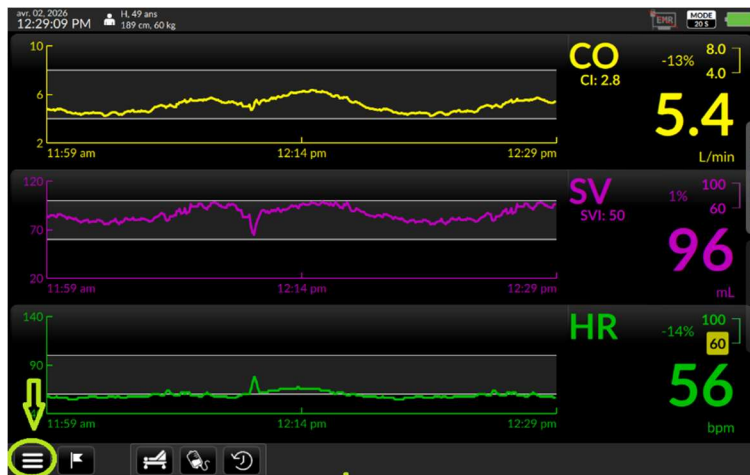 avr. 02, 2026
12:29:09 PM
H, 49 ans
189 cm, 60 kg
EMR
MODE
20 S
10
6
2
11:59 am
12:14 pm
12:29 pm
CO
CI: 2.8
-13%
8.0
4.0
5.4
L/min
120
70
20
11:59 am
12:14 pm
12:29 pm
SV
SVI: 50
1%
100
60
96
mL
140
90
11:59 am
12:14 pm
12:29 pm
HR
-14%
100
60
56
bpm